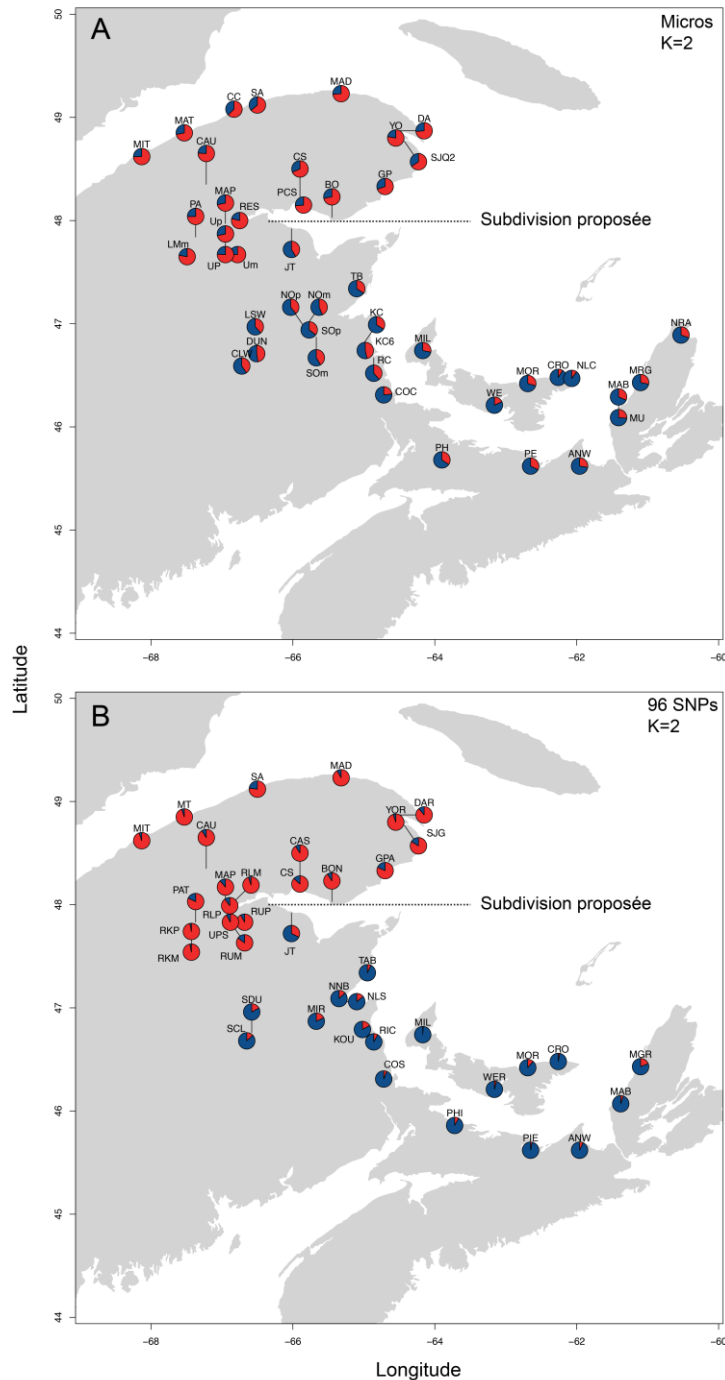 A
Micros
K=2
50
49
48
47
46
45
44
MAD
SA
CC
MAT
DA
YO
MIT
CAU
SJQ2
CS
GP
BO
PCS
MAP
PA
RES
Up
Subdivision proposée
LMm
UP
Um
JT
TB
NOp
NOm
KC
LSW
SOp
NRA
DUN
KC6
MIL
CLW
SOm
RC
CRO
NLC
MOR
MRG
COC
WE
MAB
MU
PH
PE
ANW
−68
−66
−64
−62
−60
Latitude
B
96 SNPs
K=2
50
49
48
47
46
45
44
MAD
SA
MT
DAR
YOR
MIT
CAU
SJG
CAS
GPA
CS
BON
MAP
RLM
PAT
Subdivision proposée
RLP
RUP
RKP
UPS
RKM
RUM
JT
TAB
NNB
NLS
SDU
MIR
SCL
KOU
RIC
MIL
CRO
MOR
MGR
COS
WER
MAB
PHI
PIE
ANW
−68
−66
−64
−62
−60
Longitude